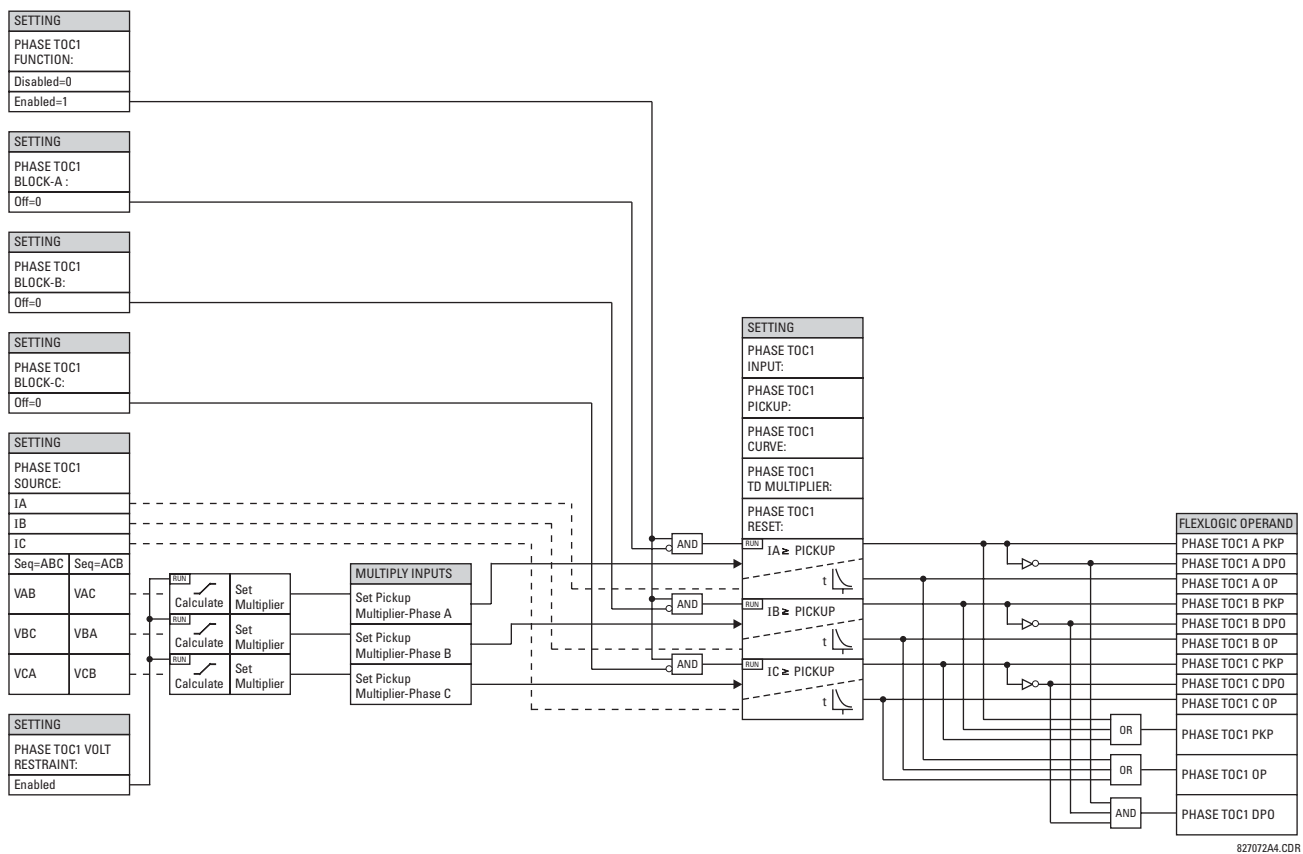 SETTING
PHASE TOC1
FUNCTION:
Disabled=0
Enabled=1
SETTING
PHASE TOC1
BLOCK-A :
Off=0
SETTING
PHASE TOC1
BLOCK-B:
Off=0
SETTING
PHASE TOC1
BLOCK-C:
Off=0
SETTING
PHASE TOC1
SOURCE:
IA
IB
IC
Seq=ABC Seq=ACB
VAB VAC
VBC VBA
VCA VCB
SETTING
PHASE TOC1 VOLT
RESTRAINT:
Enabled
RUN
Calculate
Set
Multiplier
RUN
Calculate
Set
Multiplier
RUN
Calculate
Set
Multiplier
MULTIPLY INPUTS
Set Pickup
Multiplier-Phase A
Set Pickup
Multiplier-Phase B
Set Pickup
Multiplier-Phase C
AND
AND
AND
SETTING
PHASE TOC1
INPUT:
PHASE TOC1
PICKUP:
PHASE TOC1
CURVE:
PHASE TOC1
TD MULTIPLIER:
PHASE TOC1
RESET:
RUN IA≥ PICKUP
t
RUN IB≥ PICKUP
t
RUN IC≥ PICKUP
t
OR
OR
AND
FLEXLOGIC OPERAND
PHASE TOC1 A PKP
PHASE TOC1 A DPO
PHASE TOC1 A OP
PHASE TOC1 B PKP
PHASE TOC1 B DPO
PHASE TOC1 B OP
PHASE TOC1 C PKP
PHASE TOC1 C DPO
PHASE TOC1 C OP
PHASE TOC1 PKP
PHASE TOC1 OP
PHASE TOC1 DPO
827072A4.CDR